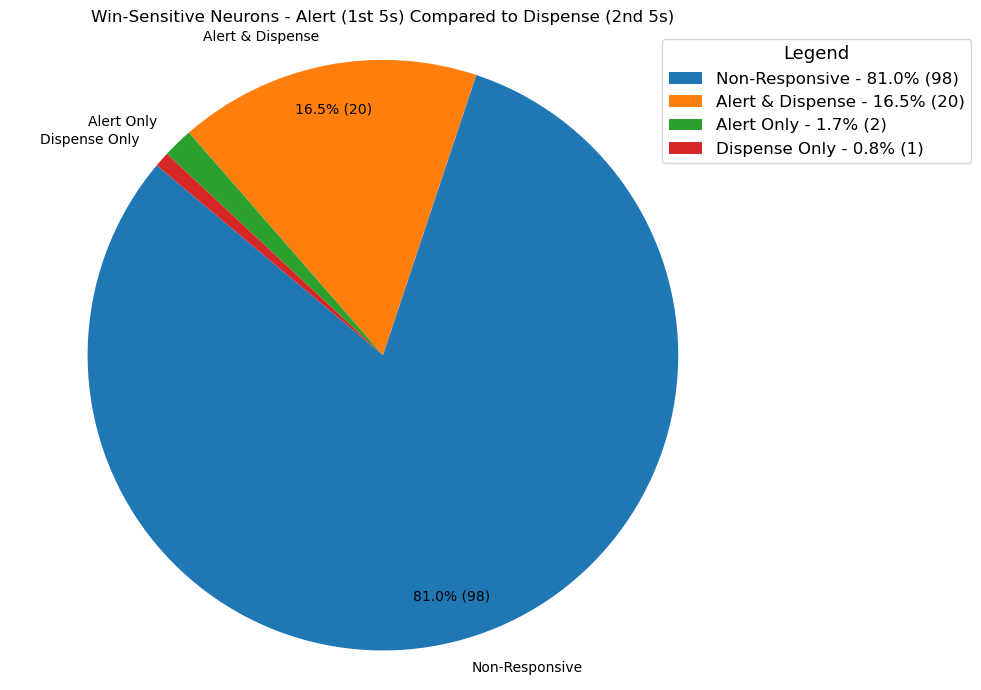 Win-Sensitive Neurons - Alert (1st 5s) Compared to Dispense (2nd 5s)
Alert & Dispense
Legend
Non-Responsive - 81.0% (98)
Alert & Dispense - 16.5% (20)
Alert Only - 1.7% (2)
Dispense Only - 0.8% (1)
16.5% (20)
Alert Only
Dispense Only
81.0% (98)
Non-Responsive